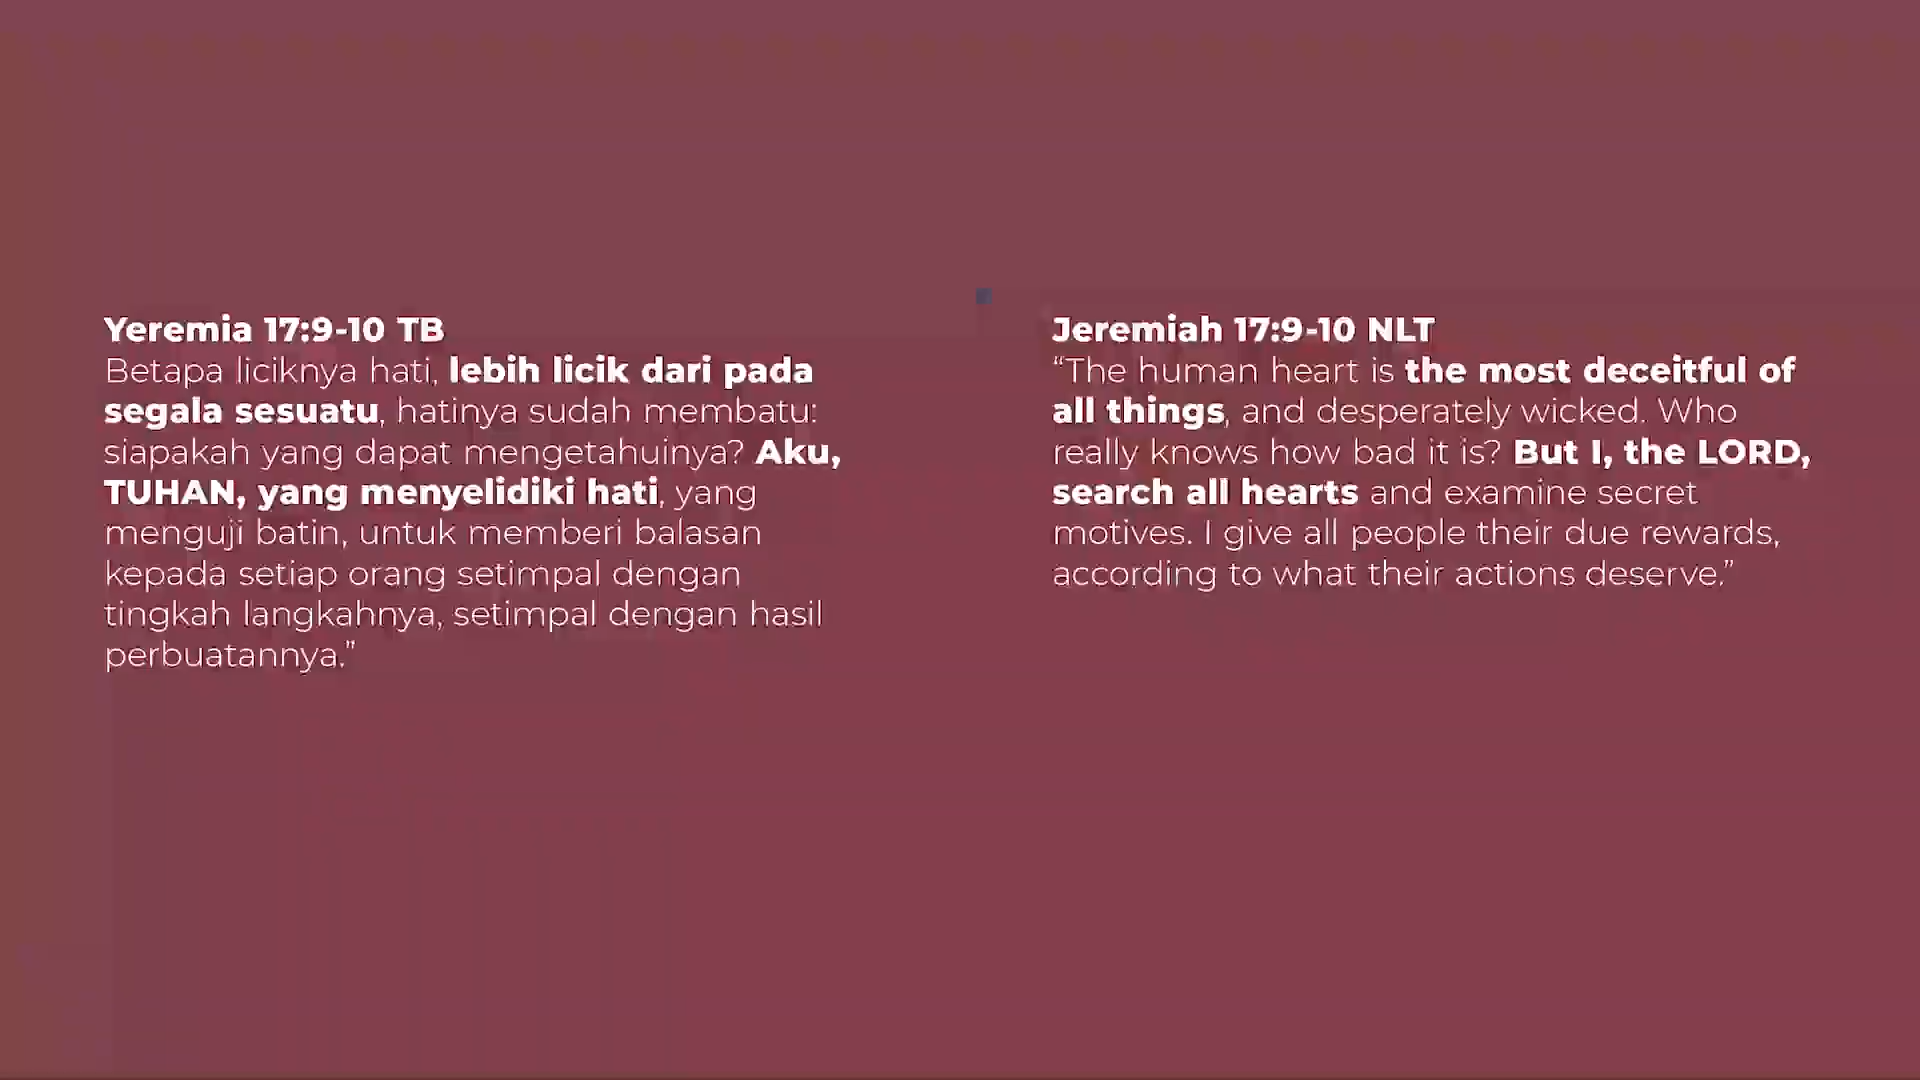 Yeremia 17:9-10 TB
Betapa liciknya hati, lebih licik dari pada
segala sesuatu, hatinya sudah membatu:
siapakah yang dapat mengetahuinya? Aku,
TUHAN, yang menyelidiki hati, yang
menguji batin, untuk memberi balasan
kepada setiap orang setimpal dengan
tingkah langkahnya, setimpal dengan hasil
perbuatannya.”
Jeremiah 17:9-10 NLT
“The human heart is the most deceitful of
all things, and desperately wicked. Who
really knows how bad it is? But I, the LORD,
search all hearts and examine secret
motives. I give all people their due rewards,
according to what their actions deserve.”